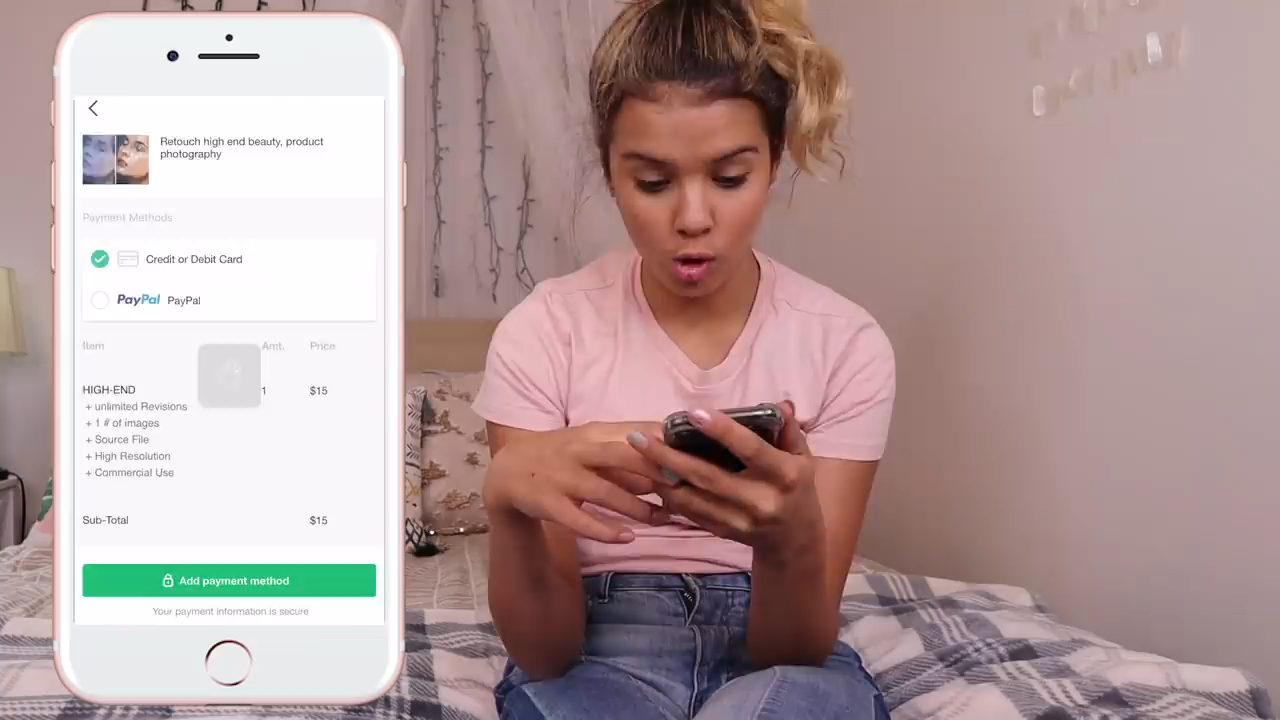 Retouch high end beauty, product
photography
Payment Methods
Credit or Debit Card
PayPal PayPal
Item Amt. Price
HIGH-END 1 $15
+ unlimited Revisions
+ 1 # of images
+ Source File
+ High Resolution
+ Commercial Use
Sub-Total $15
Add payment method
Your payment information is secure